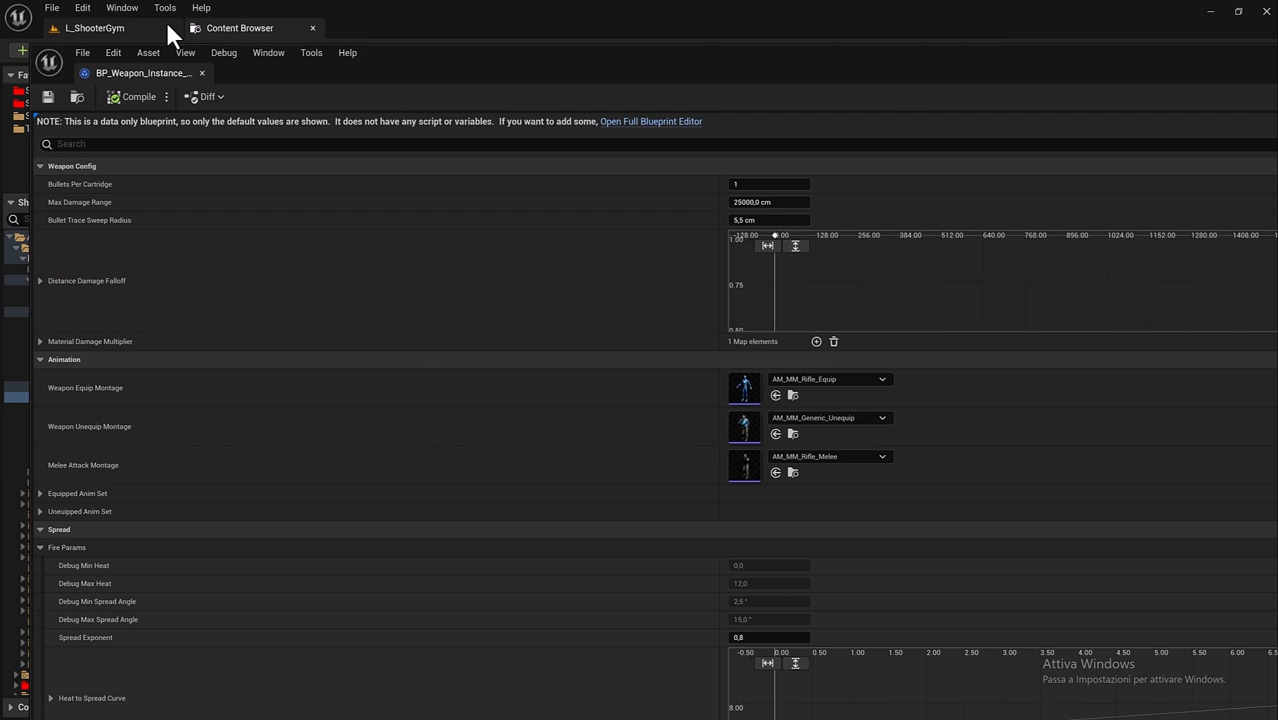 File Edit Window Tools Help
L_ShooterGym Content Browser
File Edit Asset View Debug Window Tools Help
BP_Weapon_Instance_...
Compile Diff
NOTE: This is a data only blueprint, so only the default values are shown. It does not have any script or variables. If you want to add some, Open Full Blueprint Editor
Search
Weapon Config
Bullets Per Cartridge 1
Max Damage Range 25000,0 cm
Bullet Trace Sweep Radius 5,5 cm
128.00 256.00 384.00 512.00 640.00 768.00 896.00 1024.00 1152.00 1280.00 1408.00
1.00
Distance Damage Falloff
0.75
0.50
Material Damage Multiplier 1 Map elements
Animation
Weapon Equip Montage AM_MM_Rifle_Equip
Weapon Unequip Montage AM_MM_Generic_Unequip
Melee Attack Montage AM_MM_Rifle_Melee
Equipped Anim Set
Uneuipped Anim Set
Spread
Fire Params
Debug Min Heat 0,0
Debug Max Heat 12,0
Debug Min Spread Angle 2,5 °
Debug Max Spread Angle 15,0 °
Spread Exponent 0,8
-0.50 0.00 0.50 1.00 1.50 2.00 2.50 3.00 3.50 4.00 4.50 5.00 5.50 6.00 6.5
Attiva Windows
Passa a Impostazioni per attivare Windows.
Heat to Spread Curve
8.00